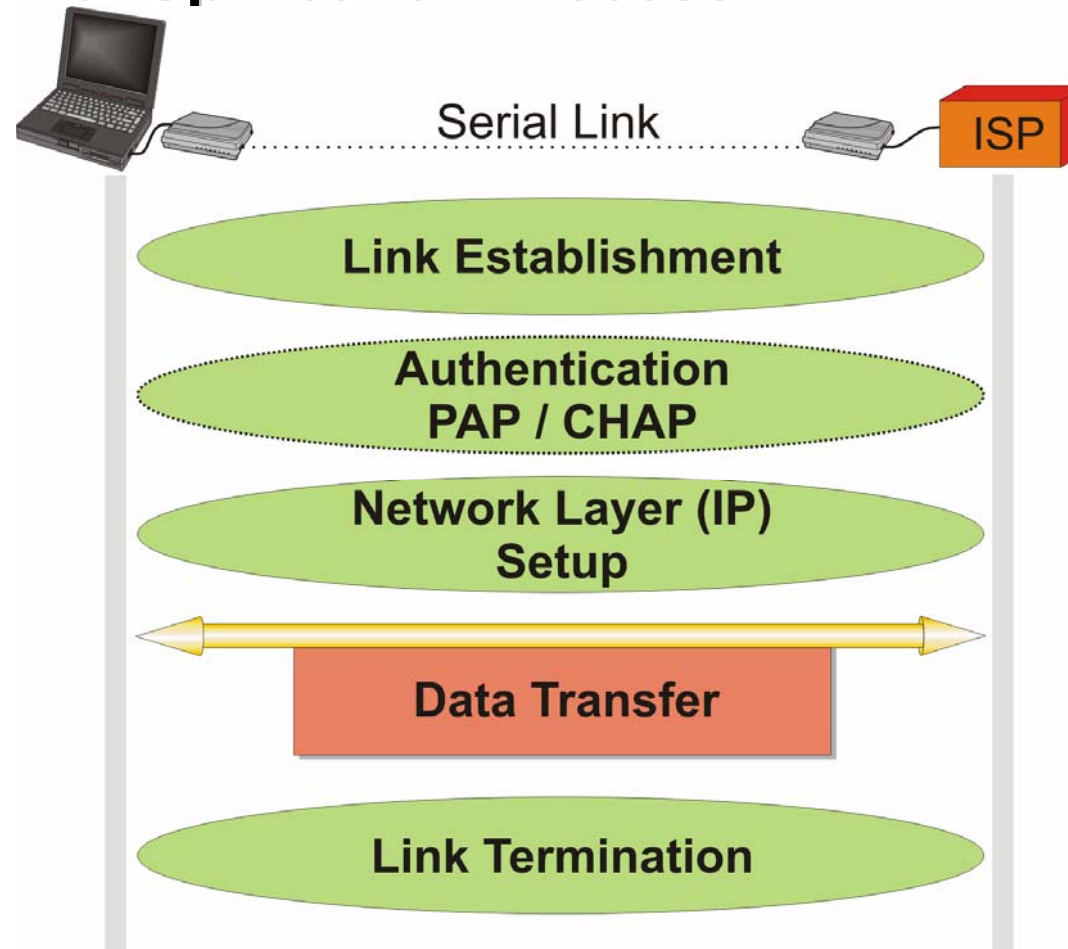 Serial Link
ISP
Link Establishment
Authentication
PAP / CHAP
Network Layer (IP)
Setup
Data Transfer
Link Termination